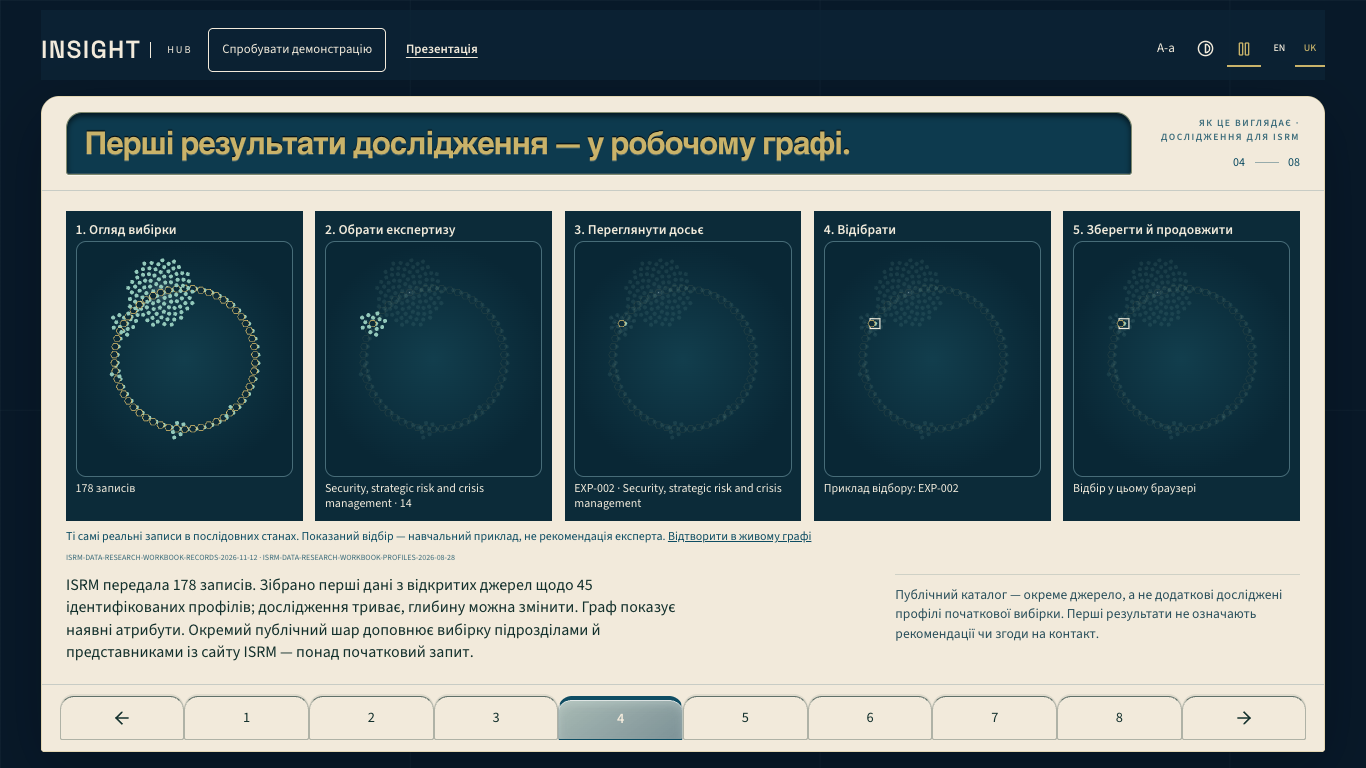 INSIGHT | HUB
Спробувати демонстрацію
Презентація
A-a
EN
UK
Перші результати дослідження — у робочому графі.
ЯК ЦЕ ВИГЛЯДАЄ ·
ДОСЛІДЖЕННЯ ДЛЯ ISRM
04 — 08
1. Огляд вибірки
178 записів
2. Обрати експертизу
Security, strategic risk and crisis
management · 14
3. Переглянути досьє
EXP-002 · Security, strategic risk and crisis
management
4. Відібрати
Приклад відбору: EXP-002
5. Зберегти й продовжити
Відбір у цьому браузері
Ті самі реальні записи в послідовних станах. Показаний відбір — навчальний приклад, не рекомендація експерта. Відтворити в живому графі
ISRM-DATA-RESEARCH-WORKBOOK-RECORDS-2026-11-12 · ISRM-DATA-RESEARCH-WORKBOOK-PROFILES-2026-08-28
ISRM передала 178 записів. Зібрано перші дані з відкритих джерел щодо 45
ідентифікованих профілів; дослідження триває, глибину можна змінити. Граф показує
наявні атрибути. Окремий публічний шар доповнює вибірку підрозділами й
представниками із сайту ISRM — понад початковий запит.
Публічний каталог — окреме джерело, а не додаткові досліджені
профілі початкової вибірки. Перші результати не означають
рекомендації чи згоди на контакт.
← 1 2 3 4 5 6 7 8 →